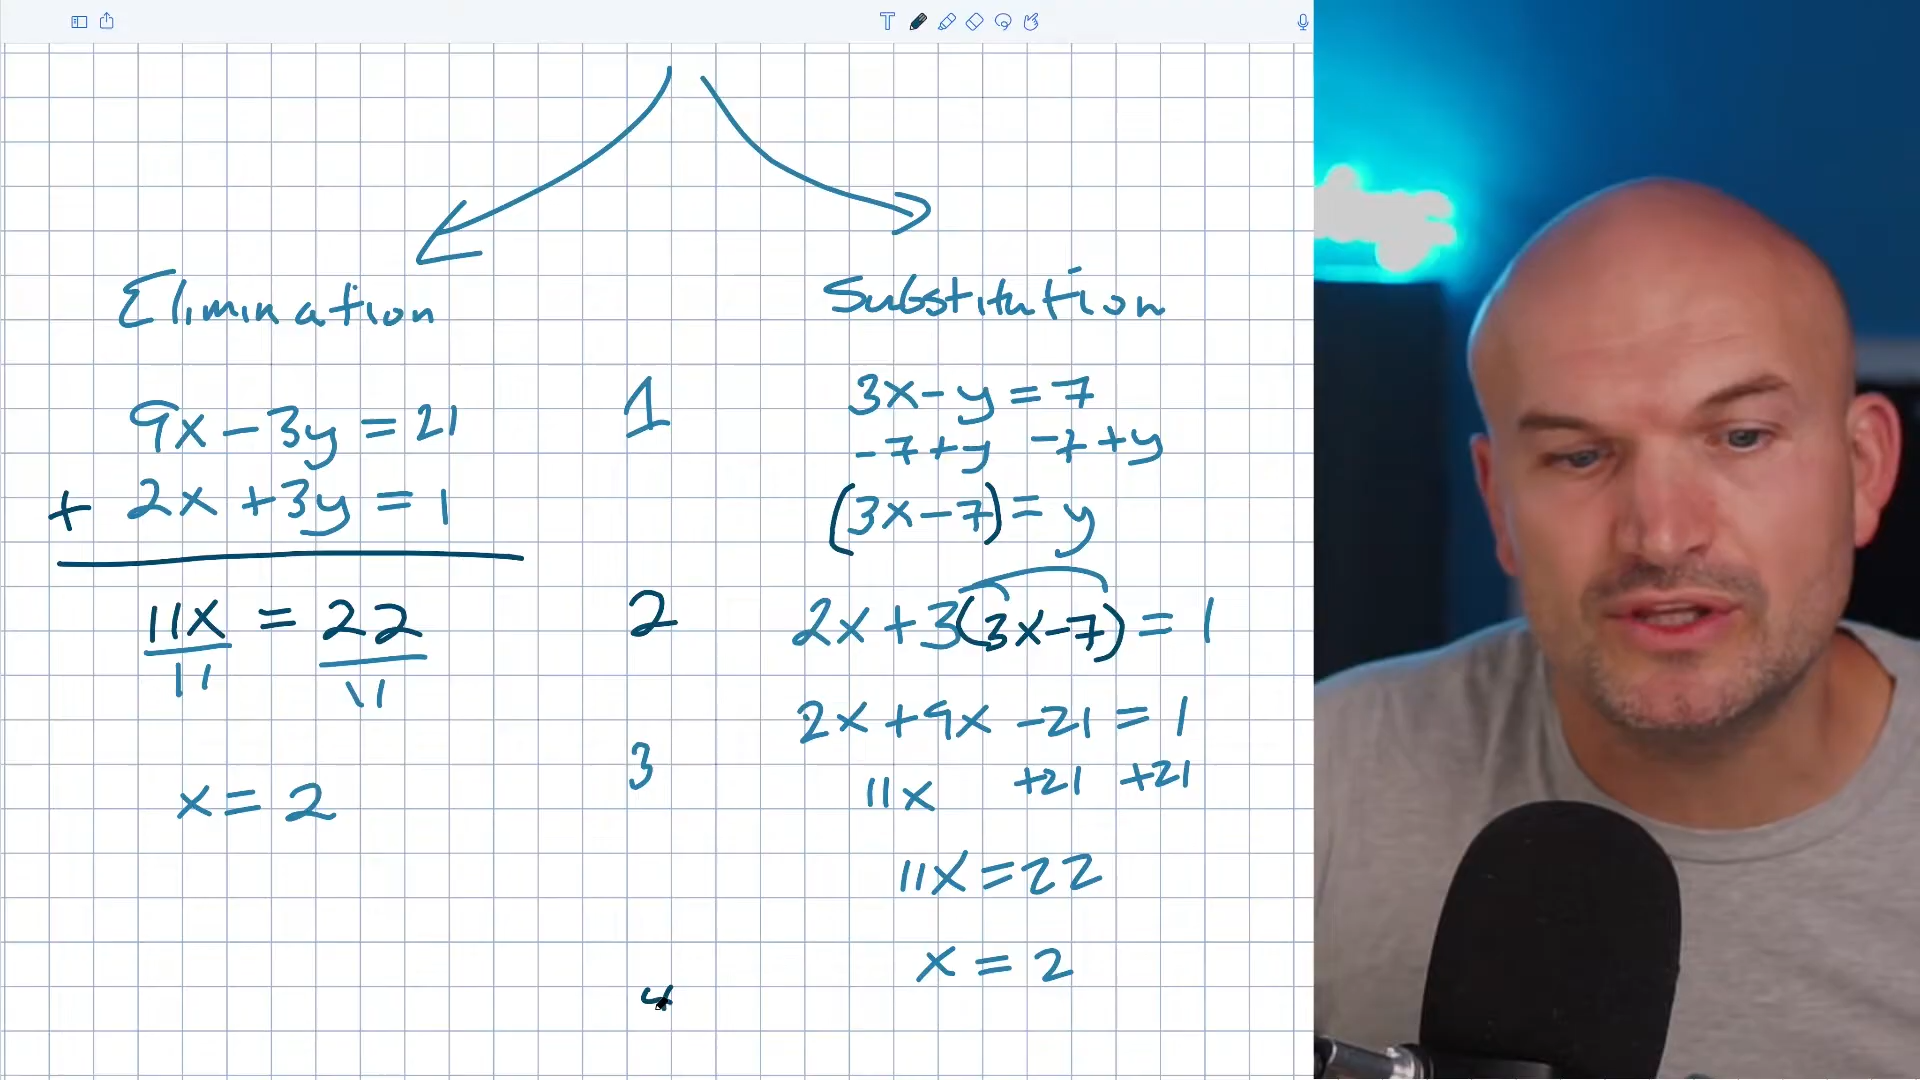 Elimination
9x - 3y = 21
+ 2x + 3y = 1
11x = 22
11 11
x = 2
1
2
3
4
Substitution
3x - y = 7
-7 + y -7 + y
(3x - 7) = y
2x + 3(3x - 7) = 1
2x + 9x - 21 = 1
11x +21 +21
11x = 22
x = 2